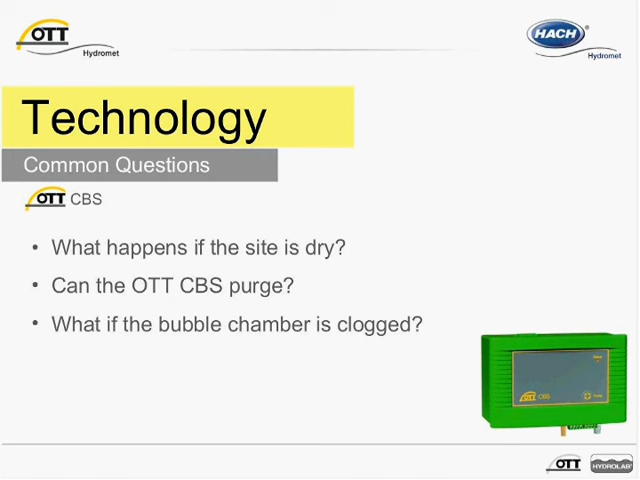 OTT
Hydromet
HACH®
Hydromet
Technology
Common Questions
OTT CBS
• What happens if the site is dry?
• Can the OTT CBS purge?
• What if the bubble chamber is clogged?
OTT CBS
OTT
HYDROLAB